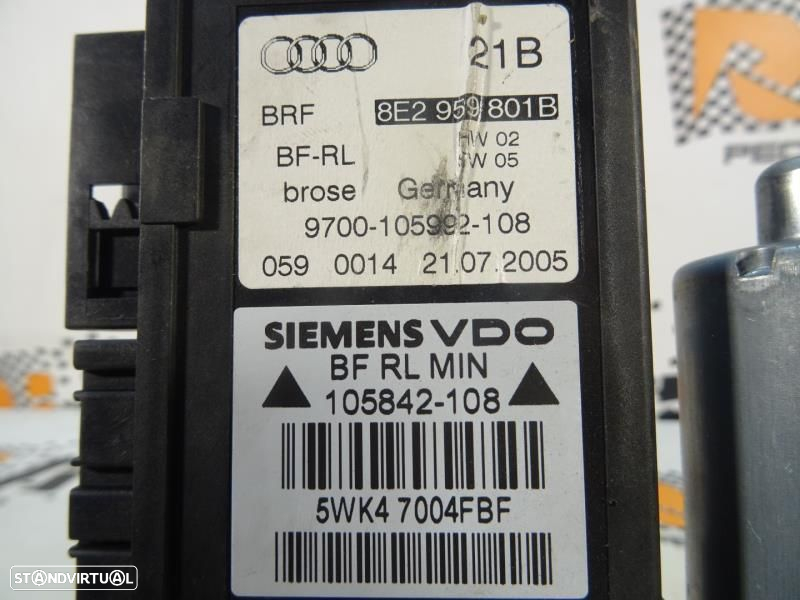 21B
BRF 8E2 959 801B
HW 02
BF-RL SW 05
brose Germany
9700-105992-108
059 0014 21.07.2005
SIEMENS VDO
BF RL MIN
105842-108
5WK4 7004FBF
STANDVIRTUAL